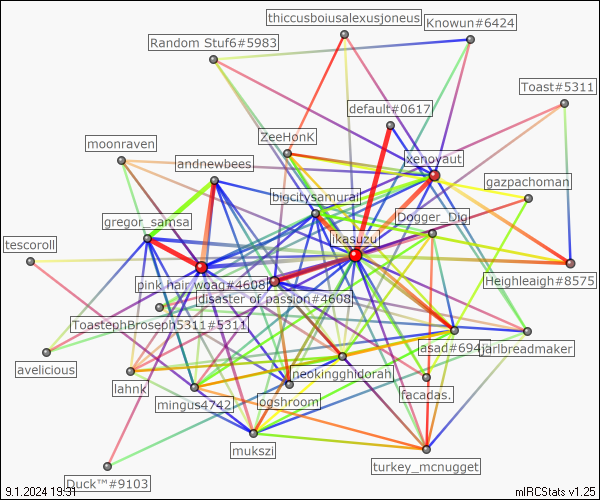 thiccusboiusalexusjoneus
Knowun#6424
Random Stuf6#5983
Toast#5311
default#0617
ZeeHonK
moonraven
xenoyaut
andnewbees
gazpachoman
bigcitysamurai
lDogger_Dig
gregor_samsa
ikasuzu
tescoroll
pink hair woag#4608
Heighleaigh#8575
disaster of passion#4608
ToastephBroseph5311#5311
asad#694
jarlbreadmaker
avelicious
neokingghidorah
lahnk
facadas.
ogshroom
mingus4742
mukszi
turkey_mcnugget
Duck™#9103
9.1.2024 19:31
mIRCStats v1.25